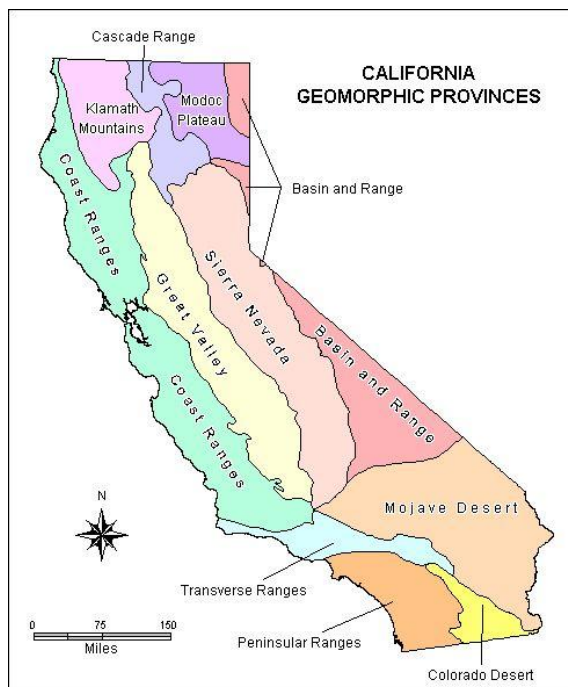 Cascade Range
CALIFORNIA
GEOMORPHIC PROVINCES
Klamath
Mountains
Modoc
Plateau
Basin and Range
Coast Ranges
Great Valley
Sierra Nevada
Basin and Range
Coast Ranges
Mojave Desert
N
Transverse Ranges
0 75 150
Miles
Peninsular Ranges
Colorado Desert